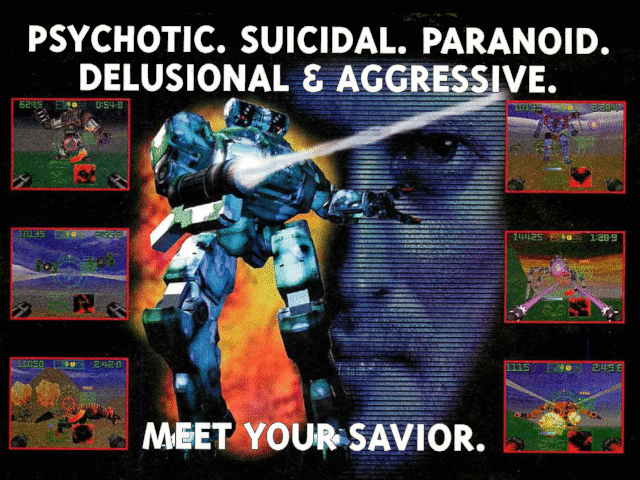 PSYCHOTIC. SUICIDAL. PARANOID.
DELUSIONAL & AGGRESSIVE.
MEET YOUR SAVIOR.